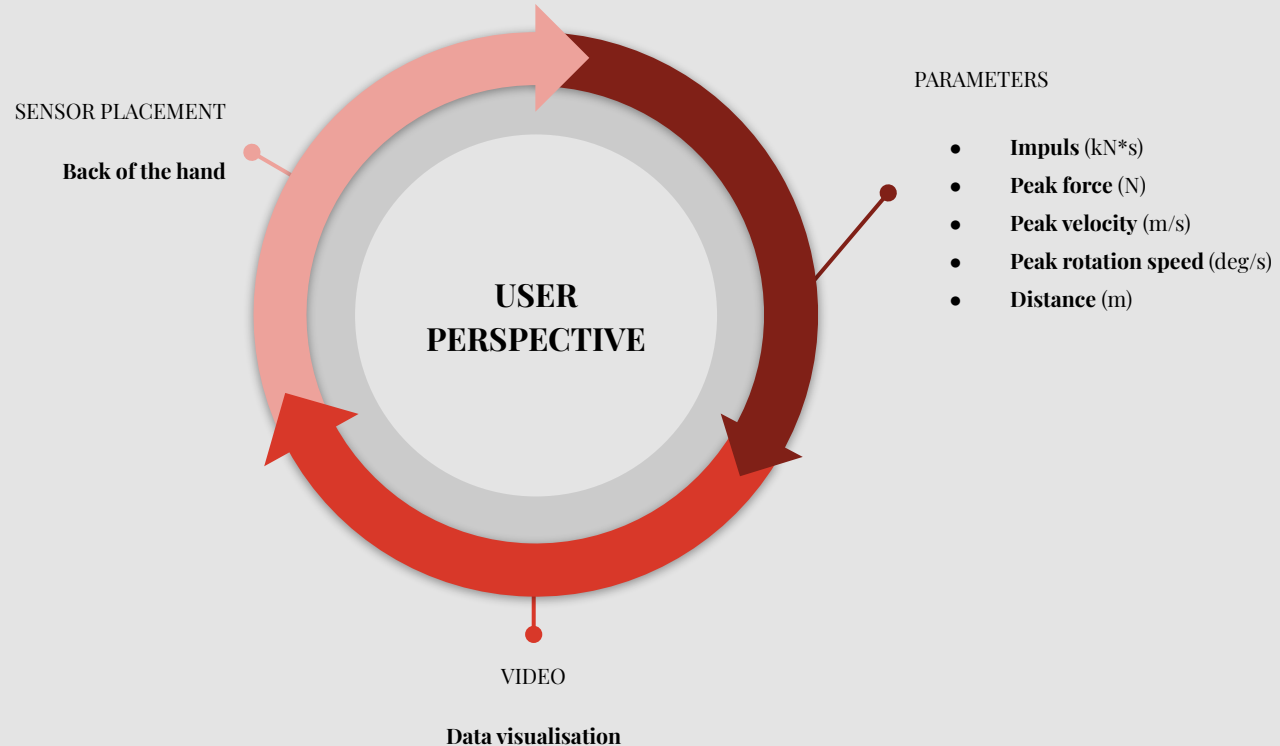 SENSOR PLACEMENT
Back of the hand
USER
PERSPECTIVE
PARAMETERS
● Impuls (kN*s)
● Peak force (N)
● Peak velocity (m/s)
● Peak rotation speed (deg/s)
● Distance (m)
VIDEO
Data visualisation